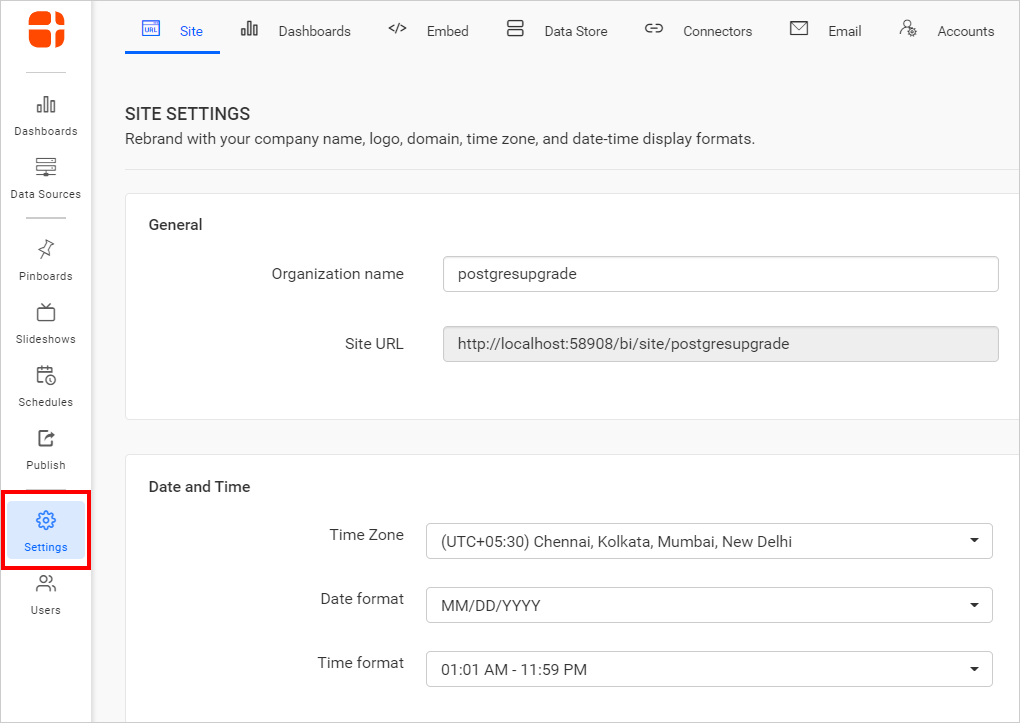 URL
Site
Dashboards
Embed
Data Store
Connectors
Email
Accounts
Dashboards
Data Sources
Pinboards
Slideshows
Schedules
Publish
Settings
Users
SITE SETTINGS
Rebrand with your company name, logo, domain, time zone, and date-time display formats.
General
Organization name
postgresupgrade
Site URL
http://localhost:58908/bi/site/postgresupgrade
Date and Time
Time Zone
(UTC+05:30) Chennai, Kolkata, Mumbai, New Delhi
Date format
MM/DD/YYYY
Time format
01:01 AM - 11:59 PM